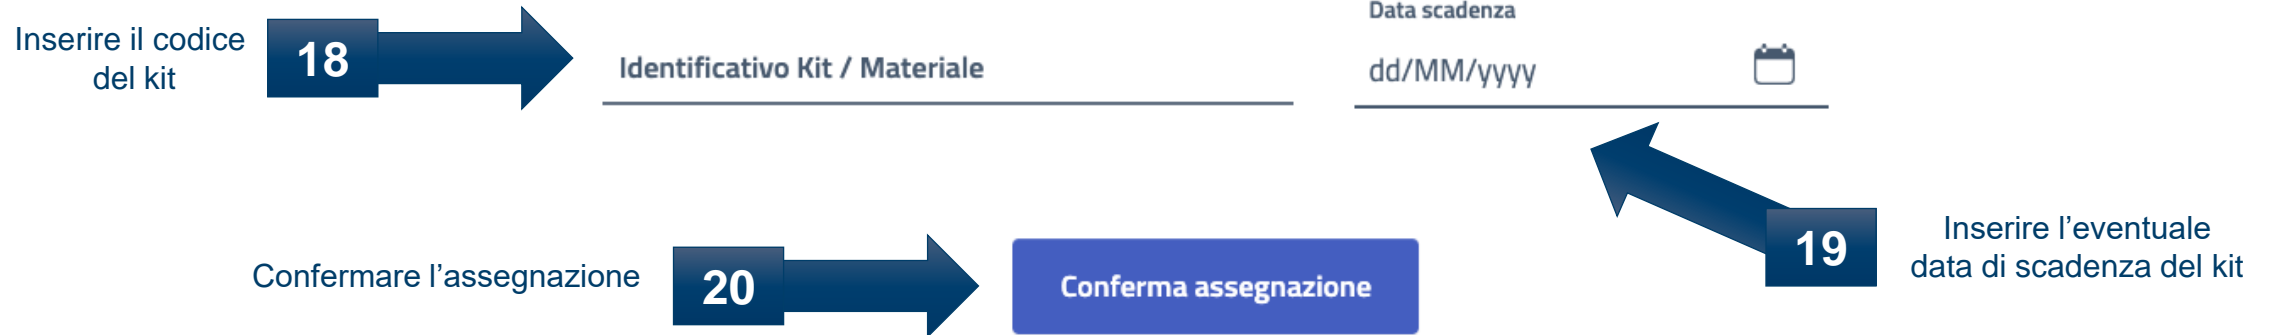 Inserire il codice
del kit
18
Identificativo Kit / Materiale
Data scadenza
dd/MM/yyyy
19
Inserire l’eventuale
data di scadenza del kit
Confermare l’assegnazione
20
Conferma assegnazione